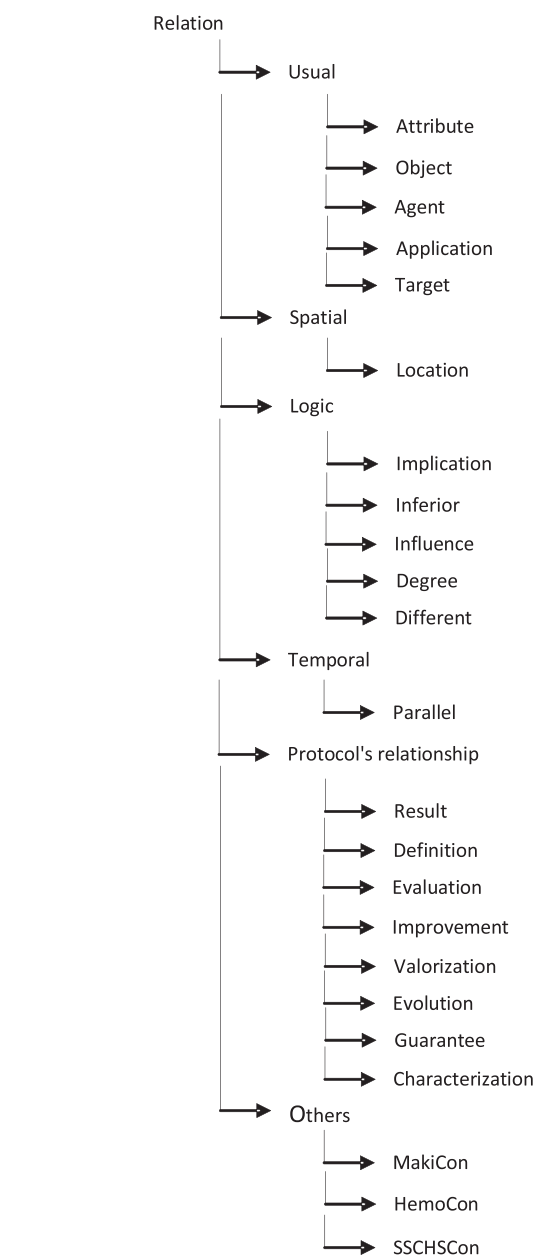 Relation
Usual
Attribute
Object
Agent
Application
Target
Spatial
Location
Logic
Implication
Inferior
Influence
Degree
Different
Temporal
Parallel
Protocol's relationship
Result
Definition
Evaluation
Improvement
Valorization
Evolution
Guarantee
Characterization
Others
MakiCon
HemoCon
SSCHSCon